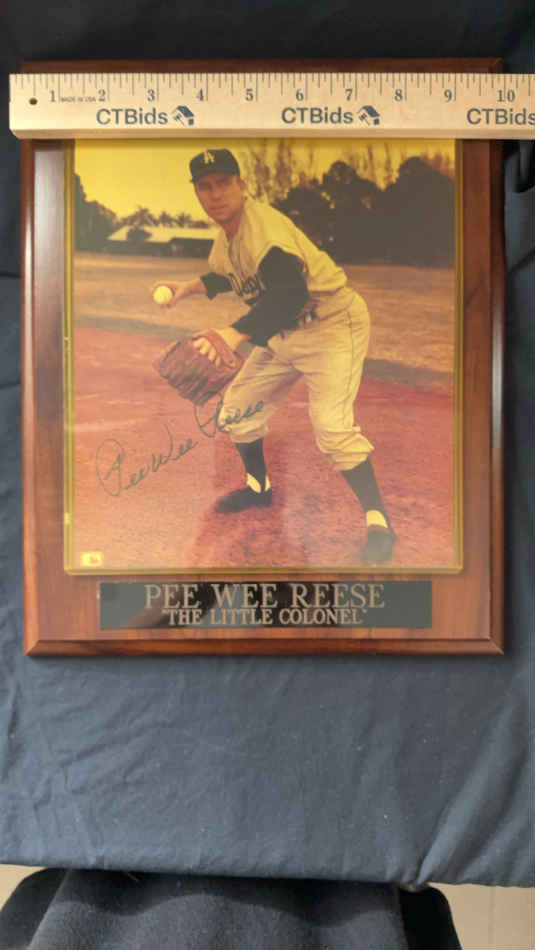 1 2 3 4 5 6 7 8 9 10
MADE IN USA
CTBids CTBids CTBids
LA
Pee Wee Reese
PEE WEE REESE
THE LITTLE COLONEL